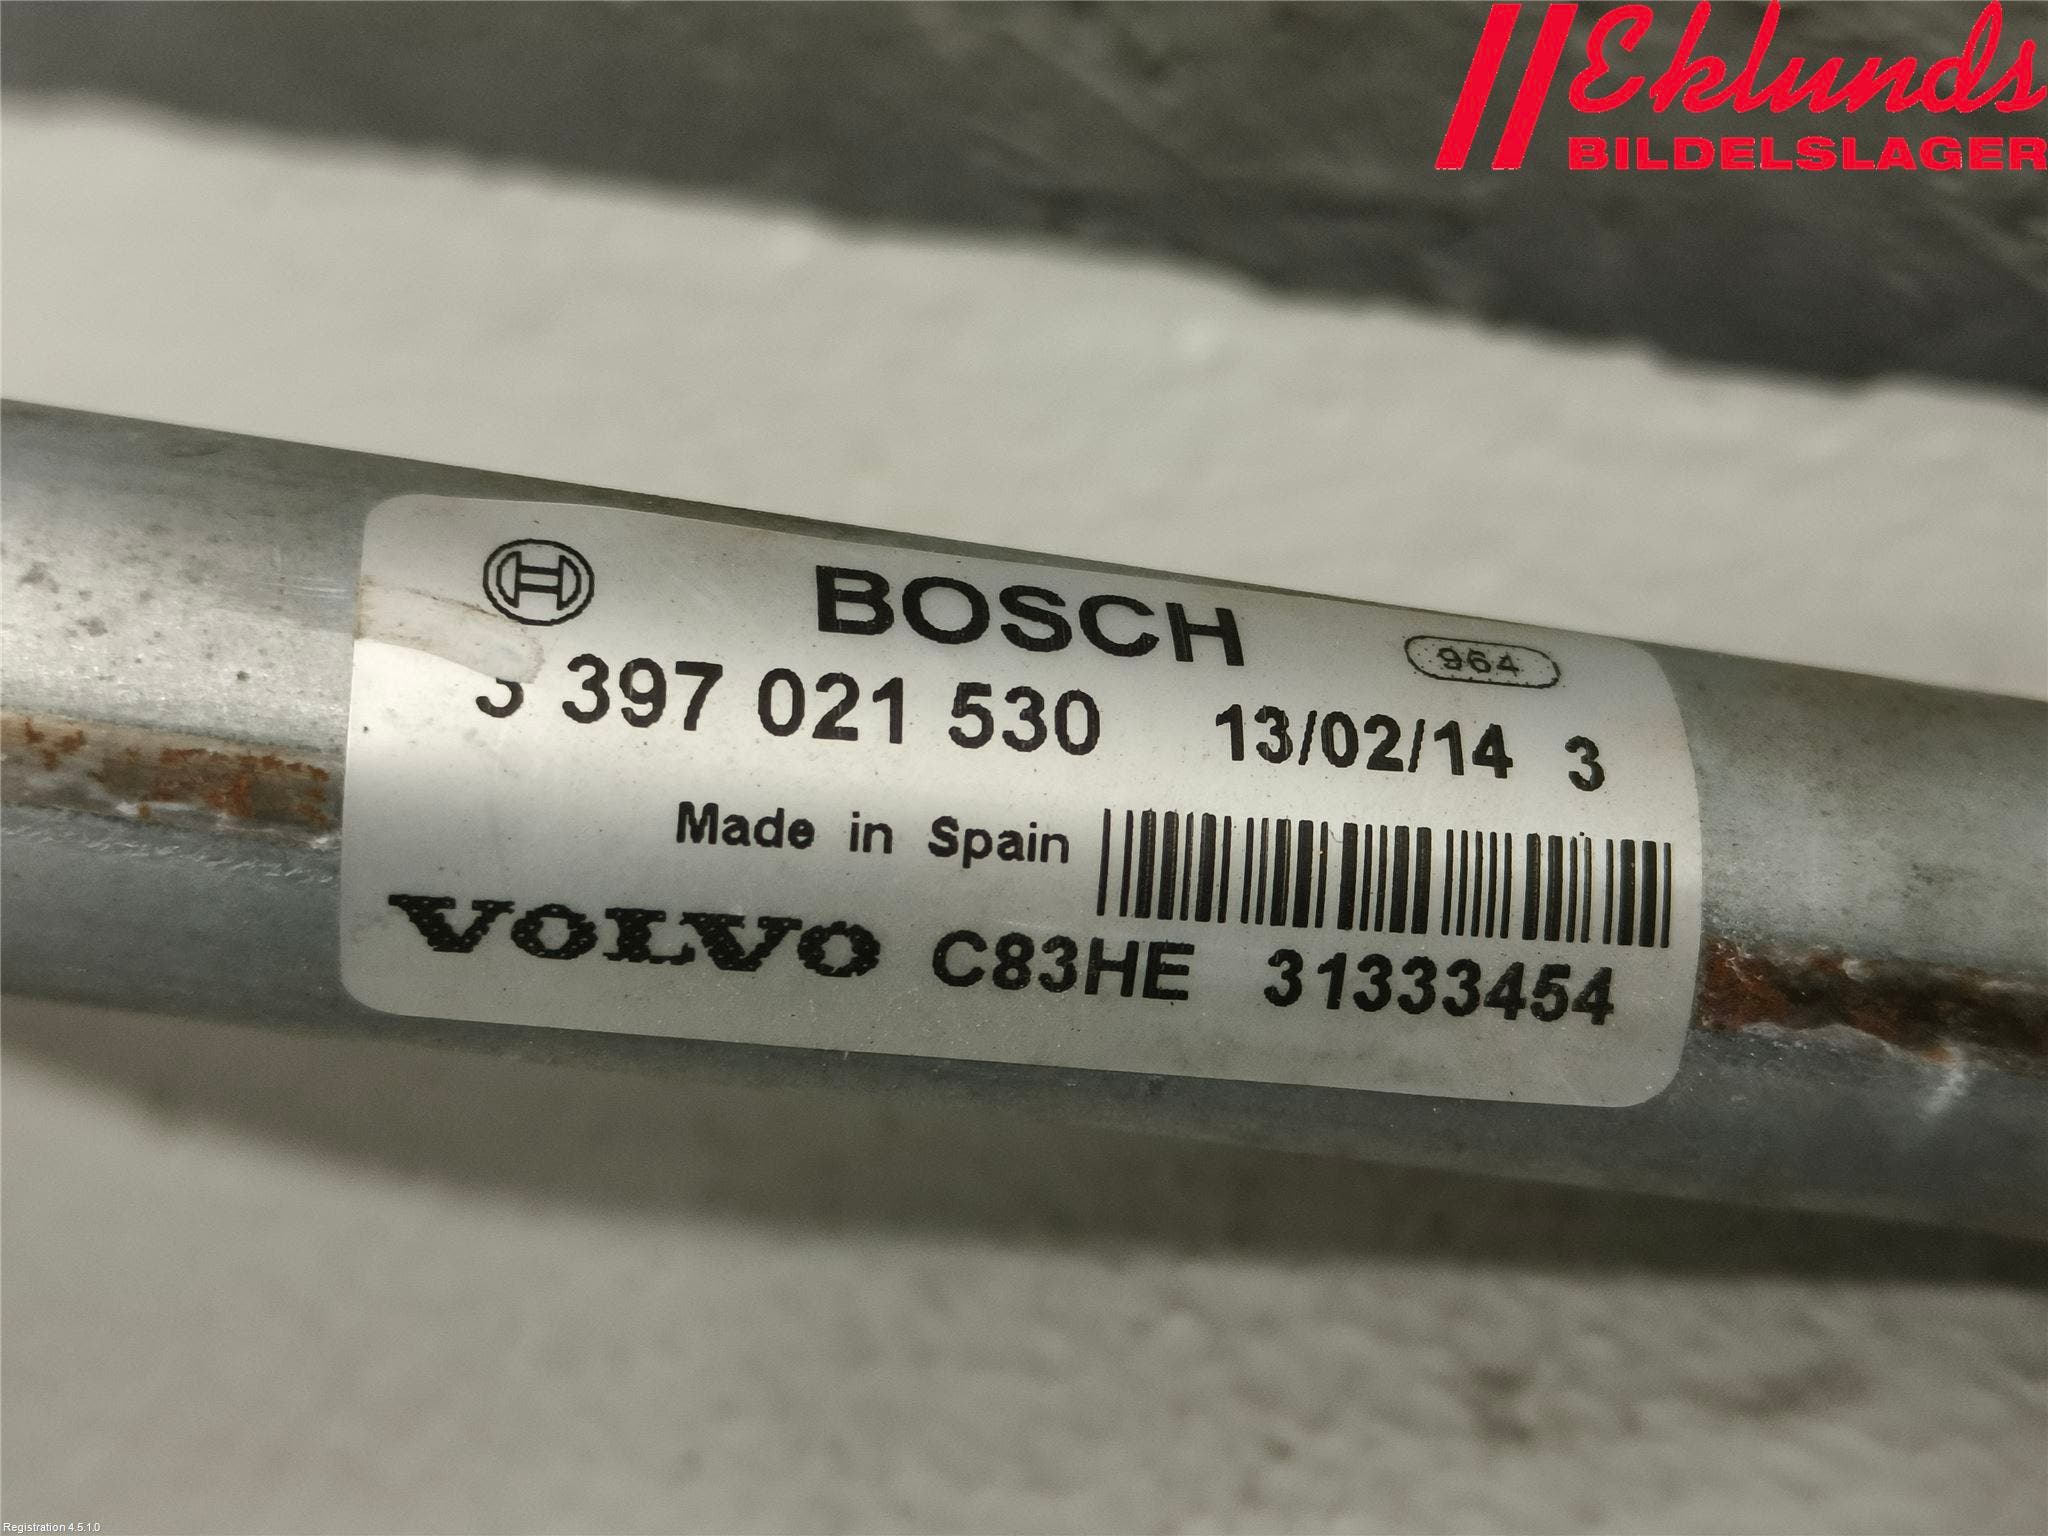 Eklunds
BILDELSLAGER
BOSCH
964
3 397 021 530 13/02/14 3
Made in Spain
VOLVO C83HE 31333454
Registration 4.5.1.0